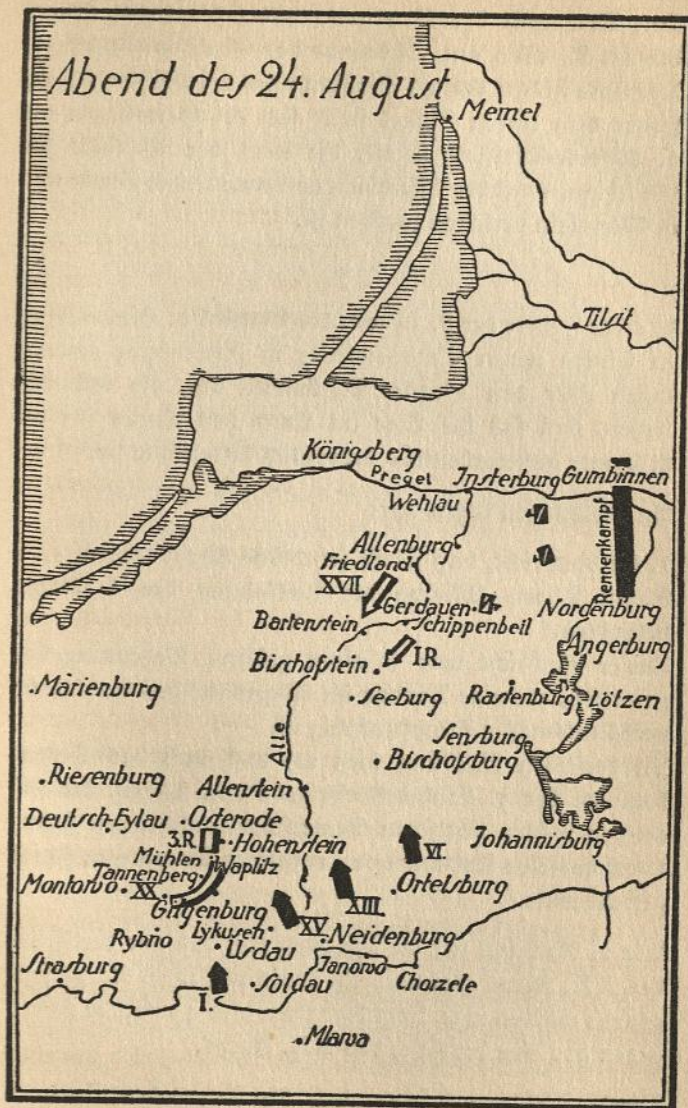 Abend des 24. August
Memel
Tilsit
Königsberg
Pregel
Insterburg
Gumbinnen
Wehlau
Allenburg
Friedland
XVII.
Rennenkampf
Gerdauen
Nordenburg
Bartenstein
Schippenbeil
Angerburg
I.R.
Bischofstein
Marienburg
Seeburg
Rastenburg
Lötzen
Alle
Sensburg
Bischofsburg
Riesenburg
Allenstein
Deutsch-Eylau
Osterode
3.R
Hohenstein
Johannisburg
Mühlen
Waplitz
VI.
Tannenberg
Montowo
XX.
Ortelsburg
XIII.
Gilgenburg
XV.
Lykusen
Neidenburg
Rybno
Usdau
Janowo
Strasburg
Soldau
Chorzele
I.
Mlawa